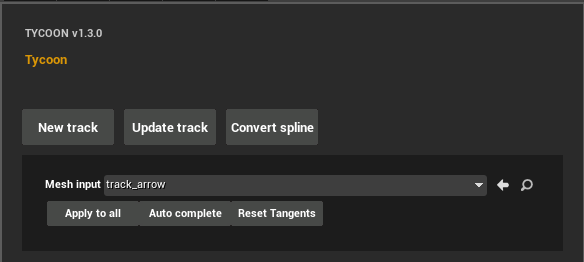 TYCOON v1.3.0
Tycoon
New track Update track Convert spline
Mesh input track_arrow
Apply to all Auto complete Reset Tangents